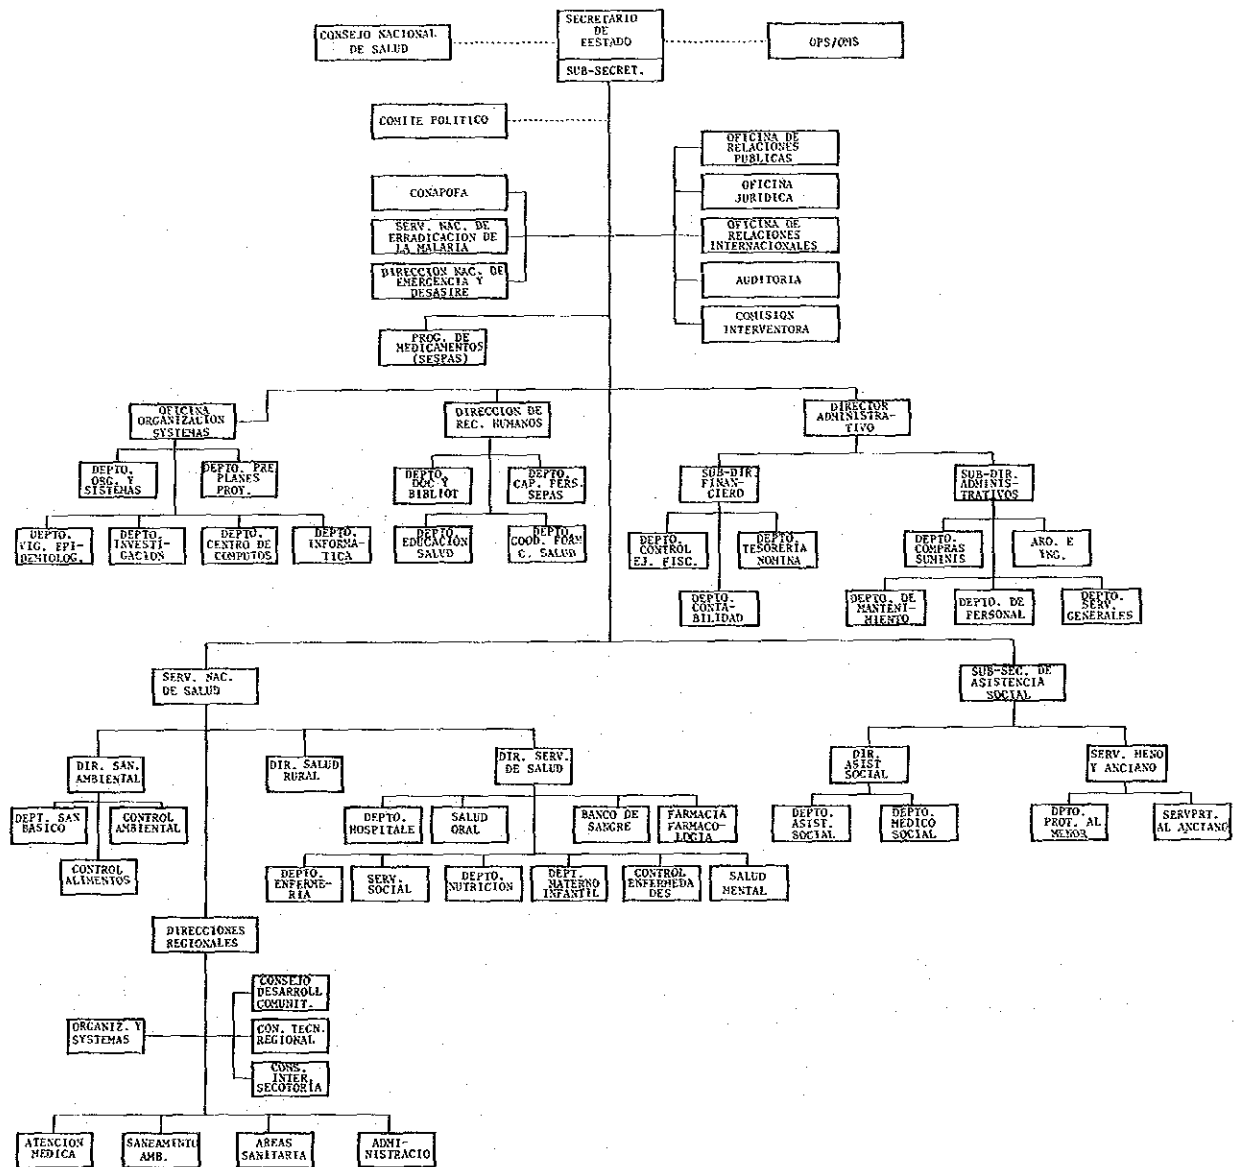 CONSEJO NACIONAL
DE SALUD
SECRETARIO
DE
EESTADO
SUB-SECRET.
OPS/OMS
COMITE POLITICO
OFICINA DE
RELACIONES
PUBLICAS
CONAPOFA
OFICINA
JURIDICA
SERV. NAC. DE
ERRADICACION DE
LA MALARIA
OFICINA DE
RELACIONES
INTERNACIONALES
DIRECCION NAC. DE
EMERGENCIA Y
DESASIRE
AUDITORIA
COMISION
INTERVENTORA
PROG. DE
MEDICAMENTOS
(SESPAS)
OFICINA
ORGANIZACION
SYSTEMAS
DIRECCION DE
REC. HUMANOS
DIRECTOR
ADMINISTRA-
TIVO
DEPTO.
ORG. Y
SISTEMAS
DEPTO. PRE
PLANES
PROY.
DEPTO.
DOC Y
BIBLIOT
DEPTO.
CAP. PERS.
SEPAS
SUB-DIR.
FINAN-
CIERO
SUB-DIR.
ADMINIS-
TRATIVOS
DEPTO.
VIG. EPI-
DEMIOLOG.
DEPTO.
INVESTI-
GACION
DEPTO.
CENTRO DE
COMPUTOS
DEPTO.
INFORMA-
TICA
DEPTO
EDUCACIÓN
SALUD
DEPTO
COOD. FORM
C. SALUD
DEPTO.
CONTROL
EJ. FISC.
DEPTO
TESORERÍA
NOMINA
DEPTO.
COMPRAS
SUMINIS
ARO. E
ING.
DEPTO.
CONTA-
BILIDAD
DEPTO. DE
MANTENI-
MIENTO
DEPTO. DE
PERSONAL
DEPTO.
SERV.
GENERALES
SERV. NAC.
DE SALUD
SUB-SEC. DE
ASISTENCIA
SOCIAL
DIR. SAN.
AMBIENTAL
DIR. SALUD
RURAL
DIR. SERV.
DE SALUD
DIR.
ASIST
SOCIAL
SERV. MENO
Y ANCIANO
DEPT. SAN
BASICO
CONTROL
AMBIENTAL
DEPTO.
HOSPITALE
SALUD
ORAL
BANCO DE
SANGRE
FARMACIA
FARMACO-
LOGIA
DEPTO.
ASIST.
SOCIAL
DEPTO.
MEDICO
SOCIAL
DPTO.
PROT. AL
MENOR
SERVPRT.
AL ANCIANO
CONTROL
ALIMENTOS
DEPTO.
ENFERME-
RIA
SERV.
SOCIAL
DEPTO.
NUTRICION
DEPT.
MATERNO
INFANTIL
CONTROL
ENFERMEDA
DES
SALUD
MENTAL
DIRECCIONES
REGIONALES
CONSEJO
DESARROLL
COMUNIT.
ORGANIZ. Y
SYSTEMAS
CON. TECN.
REGIONAL
CONS.
INTER.
SECOTORIA
ATENCION
MEDICA
SANEAMINTO
AMB.
AREAS
SANITARIA
ADMI-
NISTRACIO